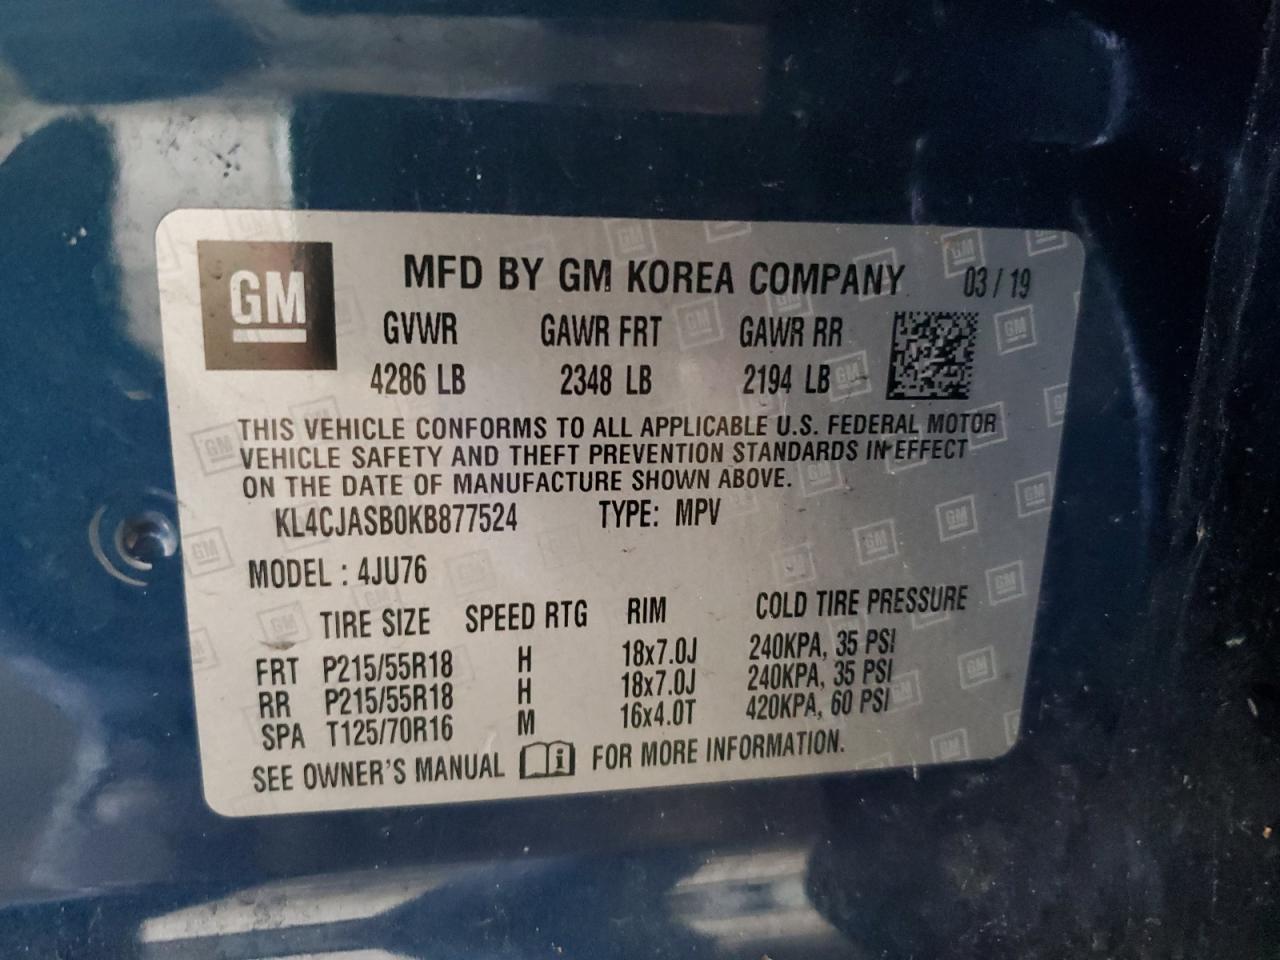 GM
MFD BY GM KOREA COMPANY 03/19
GVWR GAWR FRT GAWR RR
4286 LB 2348 LB 2194 LB
THIS VEHICLE CONFORMS TO ALL APPLICABLE U.S. FEDERAL MOTOR
VEHICLE SAFETY AND THEFT PREVENTION STANDARDS IN EFFECT
ON THE DATE OF MANUFACTURE SHOWN ABOVE.
KL4CJASB0KB877524 TYPE: MPV
MODEL : 4JU76
TIRE SIZE SPEED RTG RIM COLD TIRE PRESSURE
FRT P215/55R18 H 18x7.0J 240KPA, 35 PSI
RR P215/55R18 H 18x7.0J 240KPA, 35 PSI
SPA T125/70R16 M 16x4.0T 420KPA, 60 PSI
SEE OWNER'S MANUAL i FOR MORE INFORMATION.